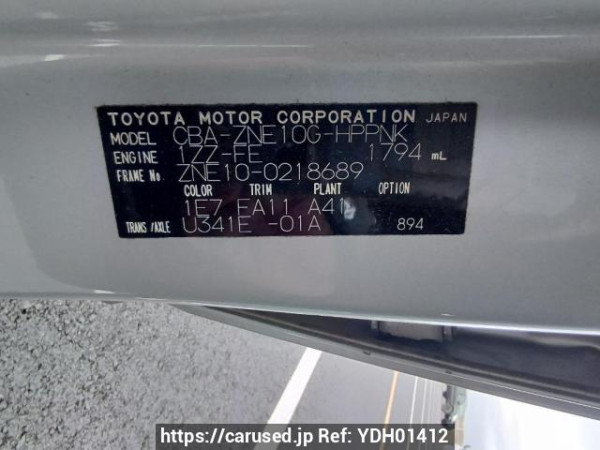 TOYOTA MOTOR CORPORATION JAPAN
MODEL CBA-ZNE10G-HPPNK
ENGINE 1ZZ-FE 1794 mL
FRAME No. ZNE10-0218689
COLOR TRIM PLANT OPTION
1E7 EA11 A41
TRANS/AXLE U341E -01A 894
https://carused.jp Ref: YDH01412